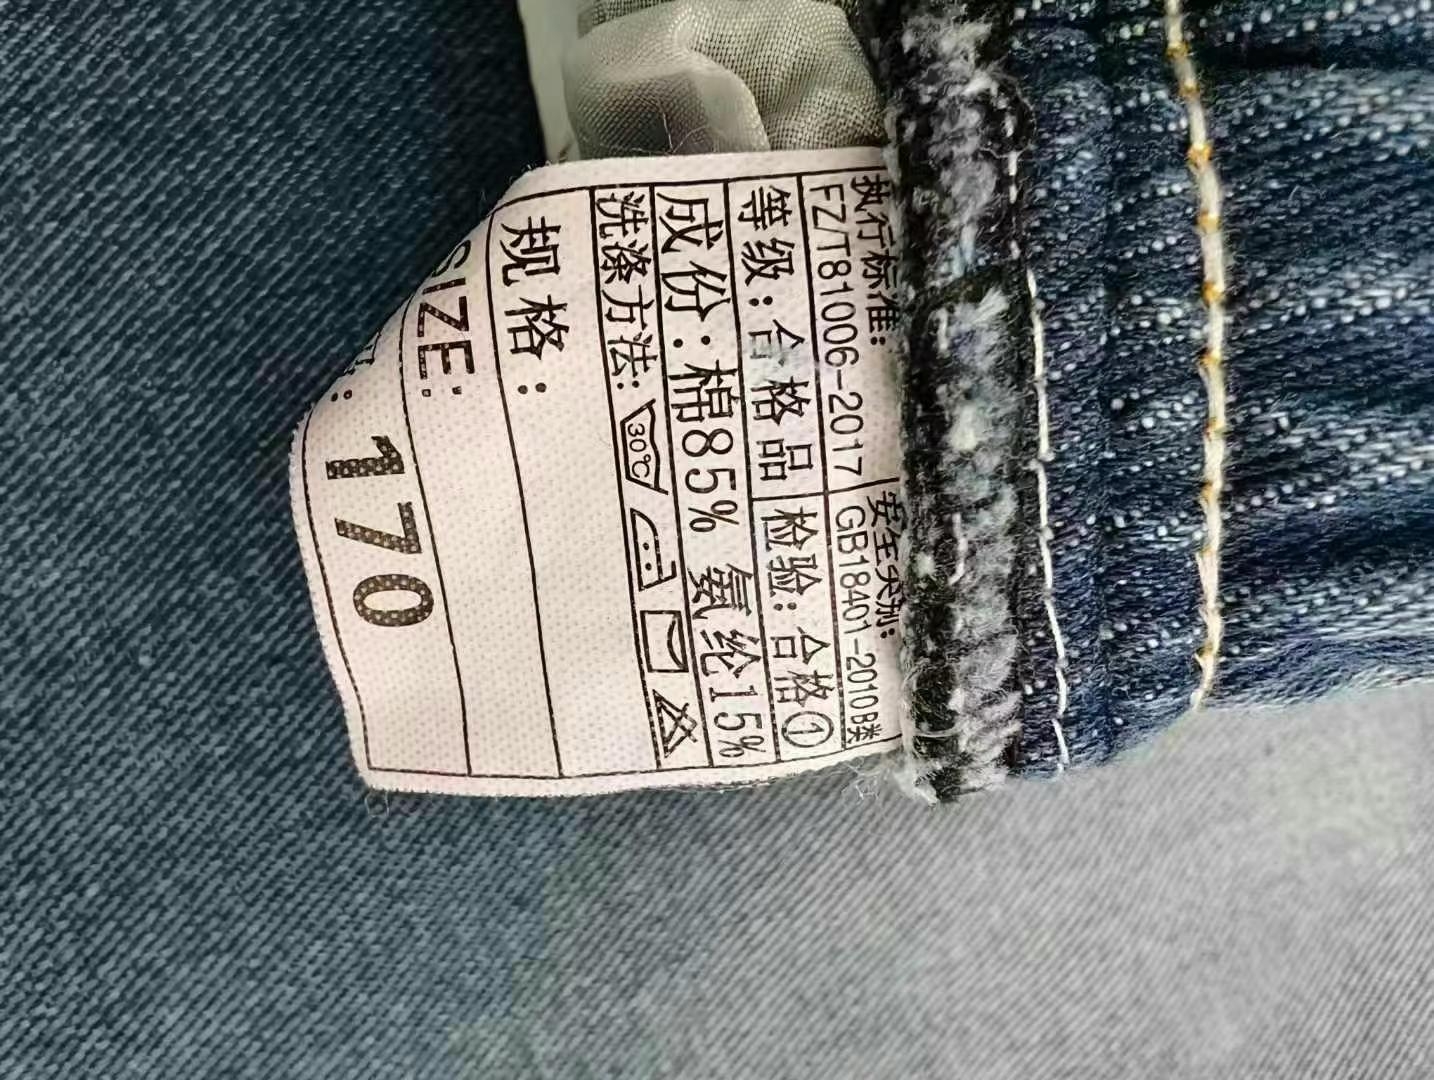 执行标准:
FZ/T81006-2017
安全类别:
GB18401-2010B类
等级:合格品
检验:合格①
成份:棉85% 氨纶15%
洗涤方法:
30℃
规格:
SIZE:
170